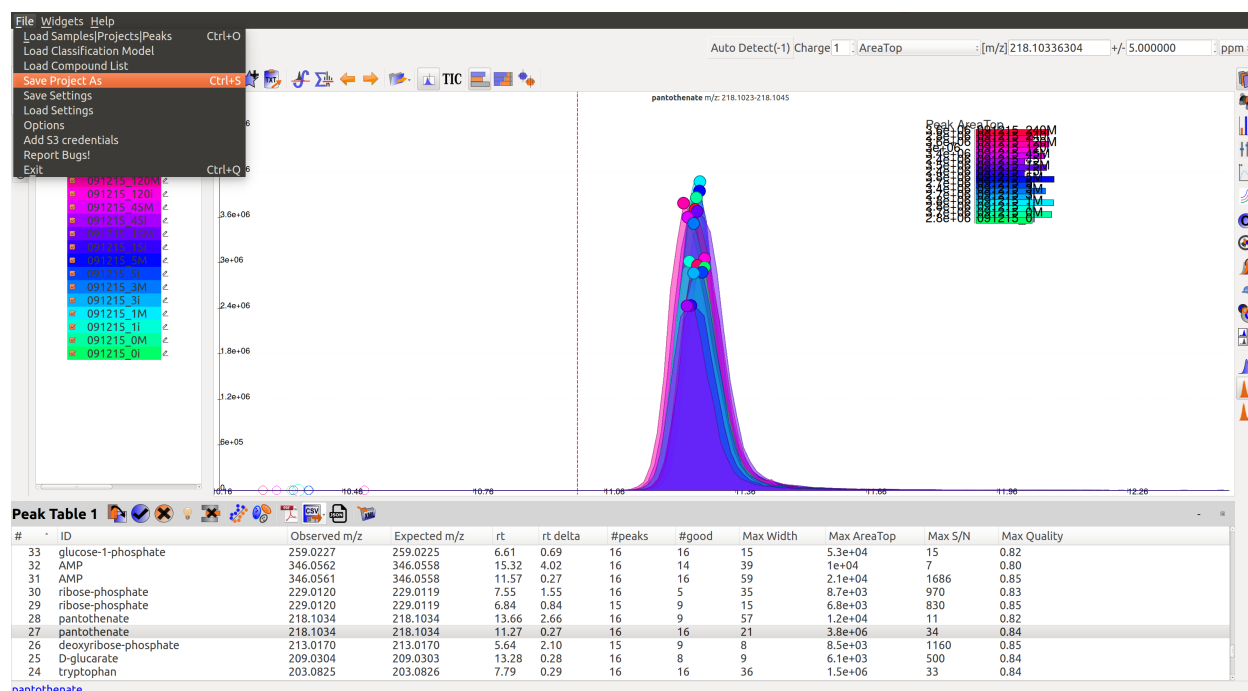 File Widgets Help
Load Samples|Projects|Peaks Ctrl+O
Load Classification Model
Load Compound List
Save Project As Ctrl+S
Save Settings
Load Settings
Options
Add S3 credentials
Report Bugs!
Exit Ctrl+Q
Auto Detect(-1) Charge 1 AreaTop [m/z] 218.10336304 +/- 5.000000 ppm
TXT TIC
pantothenate m/z: 218.1023-218.1045
Peak AreaTop
2.8e+06 091215_0i
091215_120M
091215_120i
091215_45M
091215_45i
091215_15M
091215_15i
091215_5M
091215_5i
091215_3M
091215_3i
091215_1M
091215_1i
091215_0M
091215_0i
3.6e+06
3e+06
2.4e+06
1.8e+06
1.2e+06
6e+05
0
10.16 10.46 10.76 11.06 11.36 11.66 11.96 12.26
Peak Table 1 PDF CSV JSON
# ID Observed m/z Expected m/z rt rt delta #peaks #good Max Width Max AreaTop Max S/N Max Quality
33 glucose-1-phosphate 259.0227 259.0225 6.61 0.69 16 16 15 5.3e+04 15 0.82
32 AMP 346.0562 346.0558 15.32 4.02 16 14 39 1e+04 7 0.80
31 AMP 346.0561 346.0558 11.57 0.27 16 16 59 2.1e+04 1686 0.85
30 ribose-phosphate 229.0120 229.0119 7.55 1.55 16 5 35 8.7e+03 970 0.83
29 ribose-phosphate 229.0120 229.0119 6.84 0.84 15 9 15 6.8e+03 830 0.85
28 pantothenate 218.1034 218.1034 13.66 2.66 16 9 57 1.2e+04 11 0.82
27 pantothenate 218.1034 218.1034 11.27 0.27 16 16 21 3.8e+06 34 0.84
26 deoxyribose-phosphate 213.0170 213.0170 5.64 2.10 15 9 8 8.5e+03 1160 0.85
25 D-glucarate 209.0304 209.0303 13.28 0.28 16 8 9 6.1e+03 500 0.84
24 tryptophan 203.0825 203.0826 7.79 0.29 16 16 36 1.5e+06 33 0.84
pantothenate